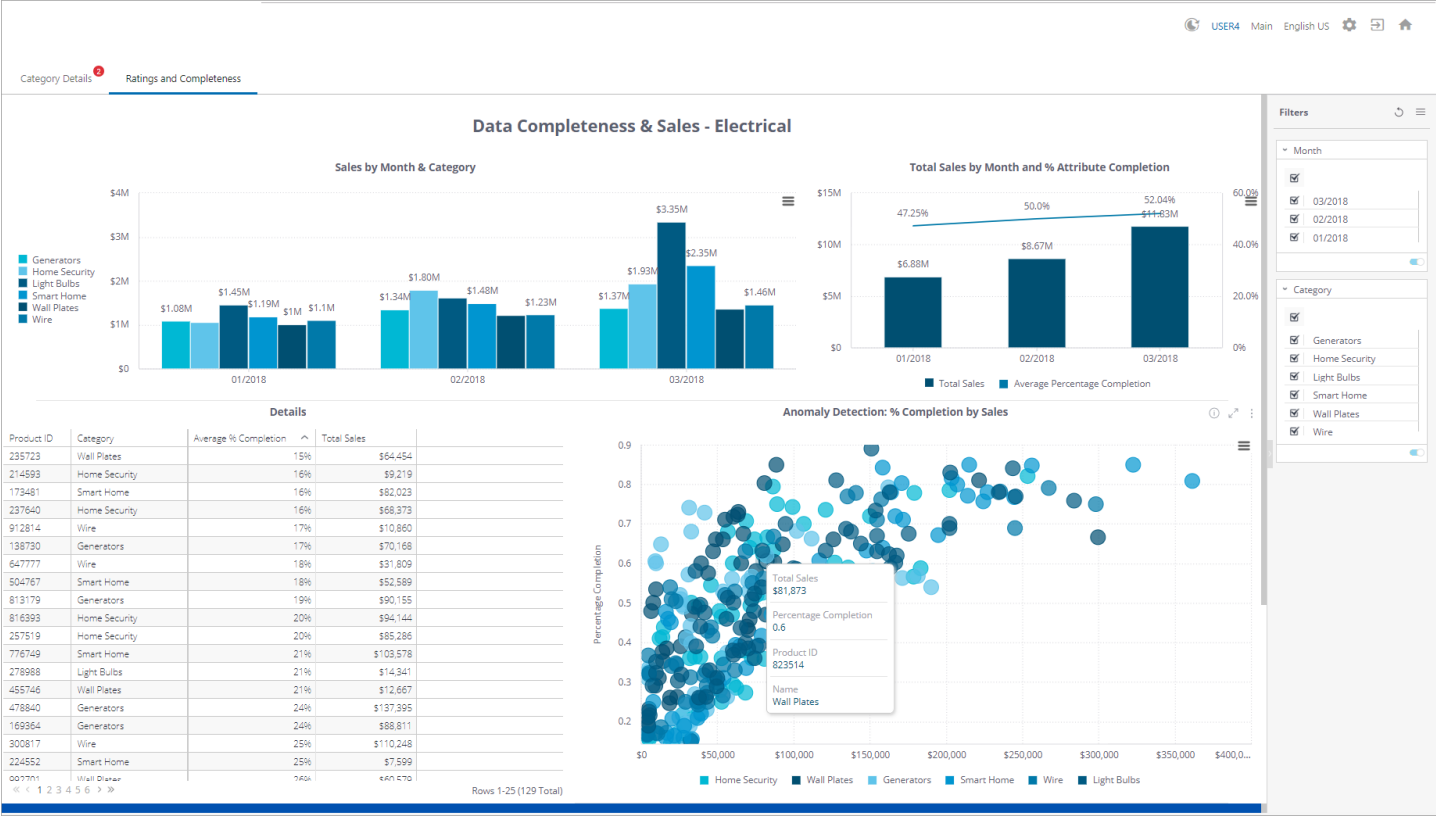 USER4 Main English US
Category Details 2 Ratings and Completeness
Data Completeness & Sales - Electrical
Sales by Month & Category
$4M
$3M
$2M
$1M
$0
Generators
Home Security
Light Bulbs
Smart Home
Wall Plates
Wire
$1.08M $1.45M $1.19M $1M $1.1M
$1.34M $1.80M $1.48M $1.23M
$1.37M $1.93M $3.35M $2.35M $1.46M
01/2018 02/2018 03/2018
Total Sales by Month and % Attribute Completion
$15M
$10M
$5M
$0
60.0%
40.0%
20.0%
0%
47.25% 50.0% 52.04%
$6.88M $8.67M $11.83M
01/2018 02/2018 03/2018
Total Sales Average Percentage Completion
Details
Product ID Category Average % Completion Total Sales
235723 Wall Plates 15% $64,454
214593 Home Security 16% $9,219
173481 Smart Home 16% $82,023
237640 Home Security 16% $68,373
912814 Wire 17% $10,860
138730 Generators 17% $70,168
647777 Wire 18% $31,809
504767 Smart Home 18% $52,589
813179 Generators 19% $90,155
816393 Home Security 20% $94,144
257519 Home Security 20% $85,286
776749 Smart Home 21% $103,578
278988 Light Bulbs 21% $14,341
455746 Wall Plates 21% $12,667
478840 Generators 24% $137,395
169364 Generators 24% $88,811
300817 Wire 25% $110,248
224552 Smart Home 25% $7,599
992701 Wall Plates 26% $60,579
« < 1 2 3 4 5 6 > »
Rows 1-25 (129 Total)
Anomaly Detection: % Completion by Sales
Percentage Completion
0.9
0.8
0.7
0.6
0.5
0.4
0.3
0.2
$0 $50,000 $100,000 $150,000 $200,000 $250,000 $300,000 $350,000 $400,0...
Total Sales
$81,873
Percentage Completion
0.6
Product ID
823514
Name
Wall Plates
Home Security Wall Plates Generators Smart Home Wire Light Bulbs
Filters
Month
03/2018
02/2018
01/2018
Category
Generators
Home Security
Light Bulbs
Smart Home
Wall Plates
Wire